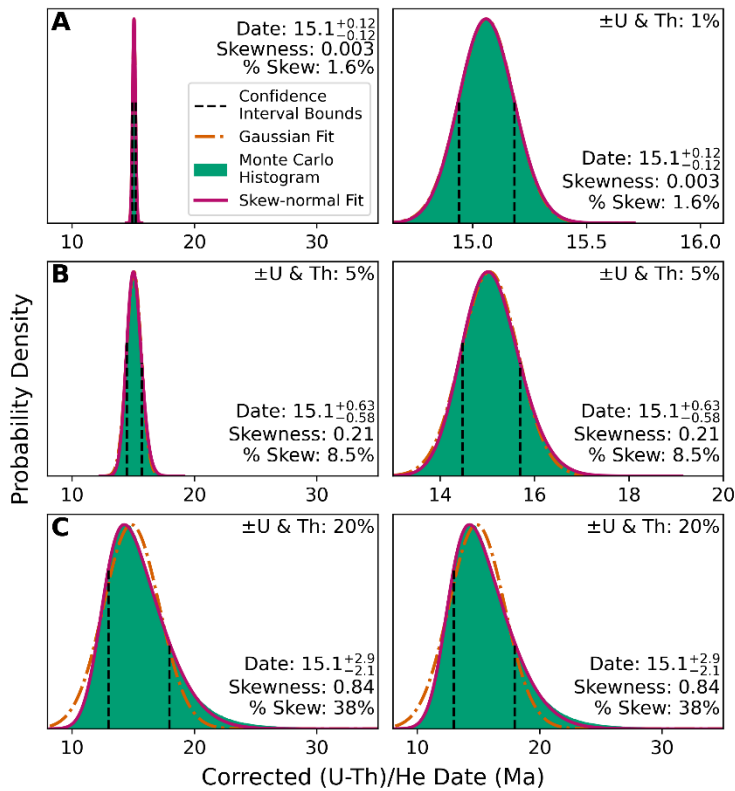 A
Date: 15.1 +0.12 −0.12
Skewness: 0.003
% Skew: 1.6%
Confidence
Interval Bounds
Gaussian Fit
Monte Carlo
Histogram
Skew-normal Fit
10 20 30
±U & Th: 1%
Date: 15.1 +0.12 −0.12
Skewness: 0.003
% Skew: 1.6%
15.0 15.5 16.0
Probability Density
B
±U & Th: 5%
Date: 15.1 +0.63 −0.58
Skewness: 0.21
% Skew: 8.5%
10 20 30
±U & Th: 5%
Date: 15.1 +0.63 −0.58
Skewness: 0.21
% Skew: 8.5%
14 16 18 20
C
±U & Th: 20%
Date: 15.1 +2.9 −2.1
Skewness: 0.84
% Skew: 38%
10 20 30
±U & Th: 20%
Date: 15.1 +2.9 −2.1
Skewness: 0.84
% Skew: 38%
10 20 30
Corrected (U-Th)/He Date (Ma)